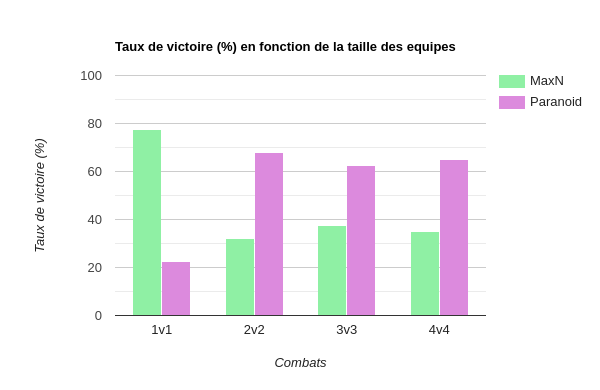 Taux de victoire (%) en fonction de la taille des equipes
MaxN
Paranoid
Taux de victoire (%)
100
80
60
40
20
0
1v1 2v2 3v3 4v4
Combats